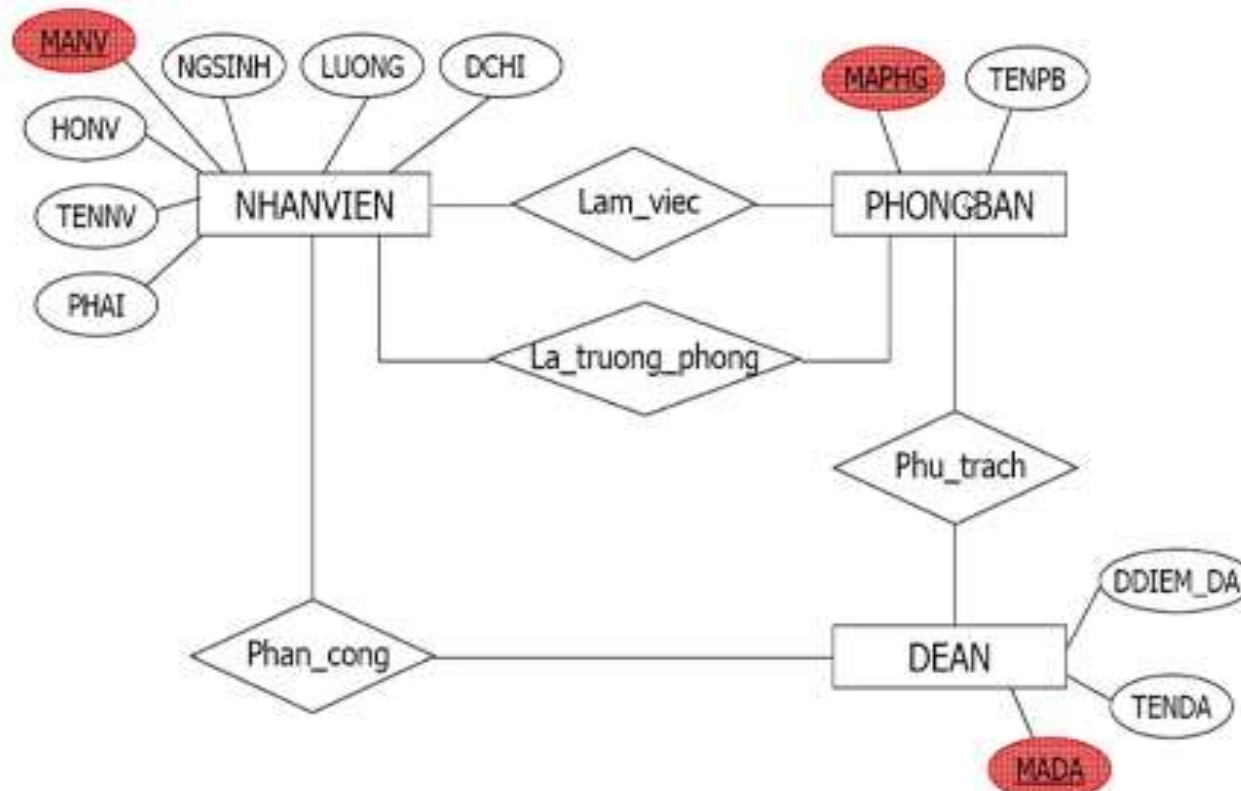 MANV
NGSINH
LUONG
DCHI
MAPHG
TENPB
HONV
TENNV
PHAI
NHANVIEN
Lam_viec
PHONGBAN
La_truong_phong
Phu_trach
Phan_cong
DEAN
DDIEM_DA
TENDA
MADA